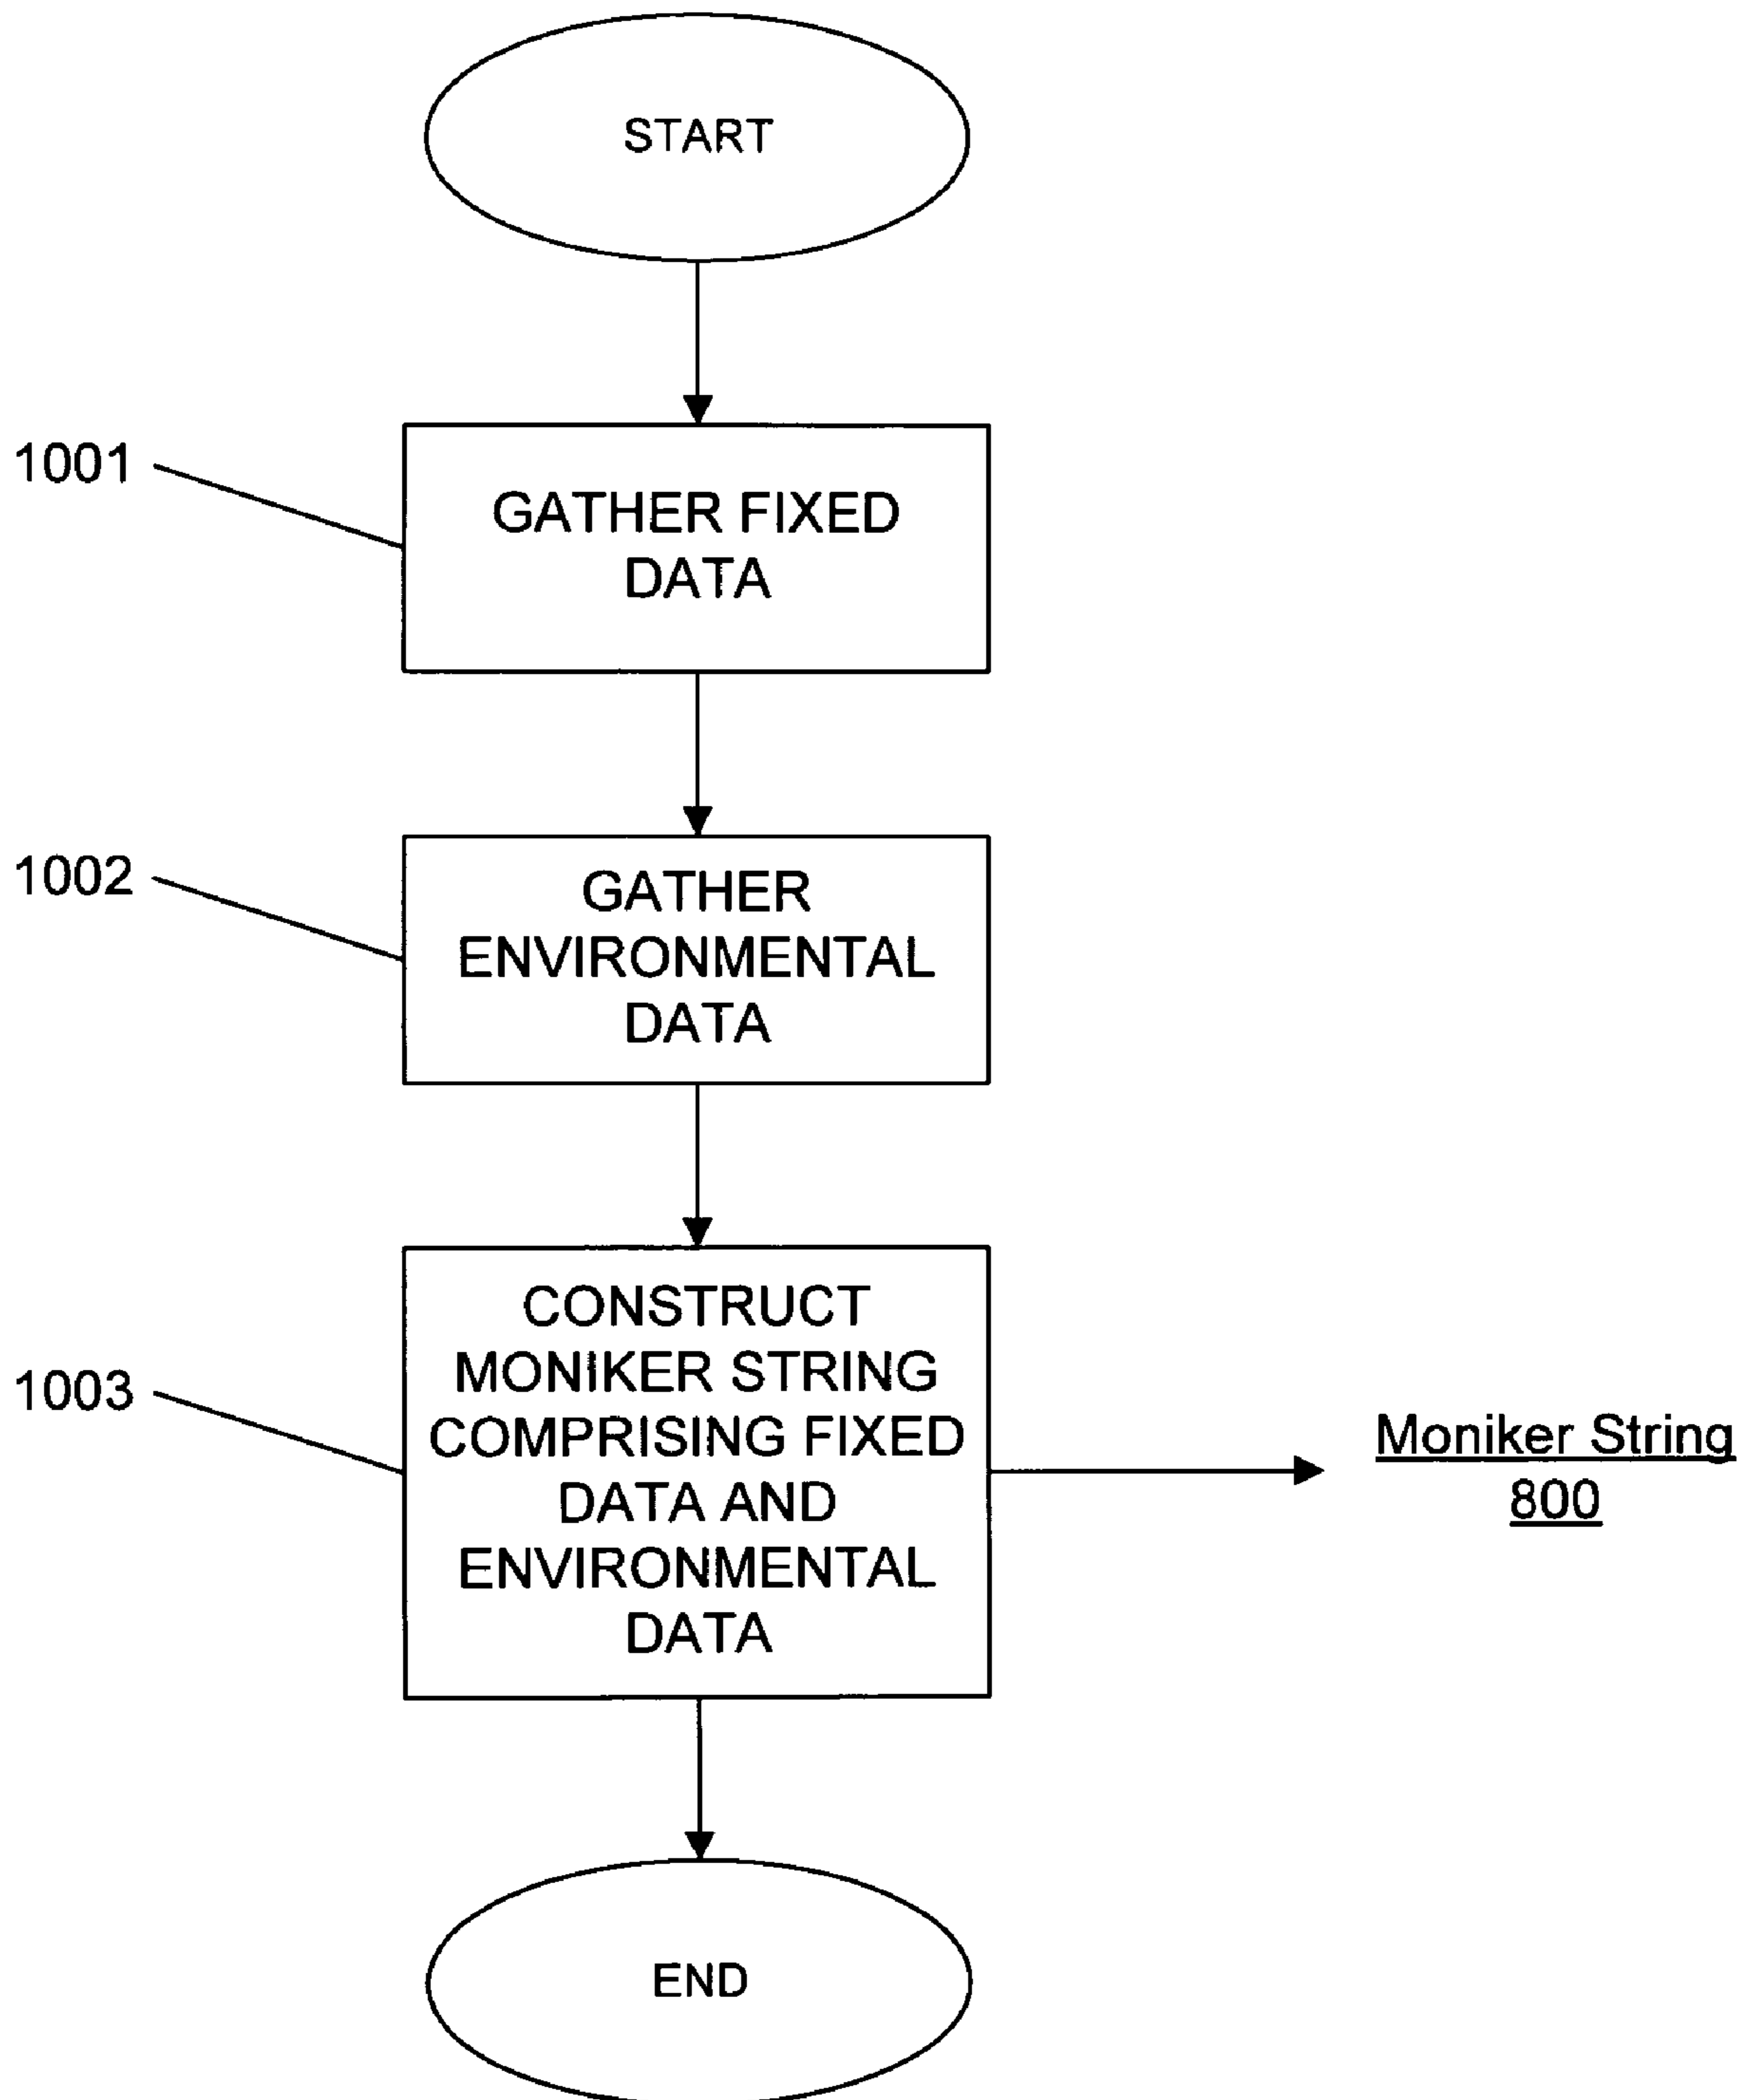 START
1001
GATHER FIXED
DATA
1002
GATHER
ENVIRONMENTAL
DATA
1003
CONSTRUCT
MONIKER STRING
COMPRISING FIXED
DATA AND
ENVIRONMENTAL
DATA
Moniker String
800
END